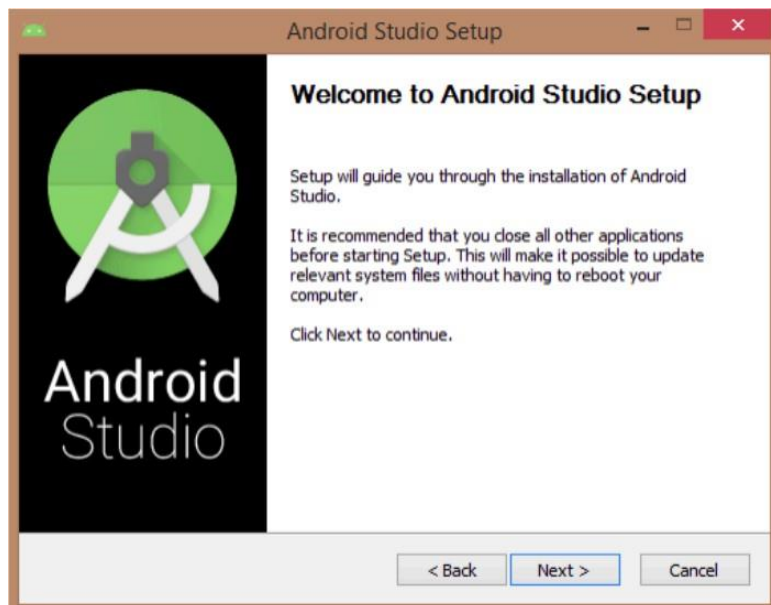 Android Studio Setup
Welcome to Android Studio Setup
Setup will guide you through the installation of Android
Studio.
It is recommended that you close all other applications
before starting Setup. This will make it possible to update
relevant system files without having to reboot your
computer.
Click Next to continue.
Android
Studio
< Back Next > Cancel